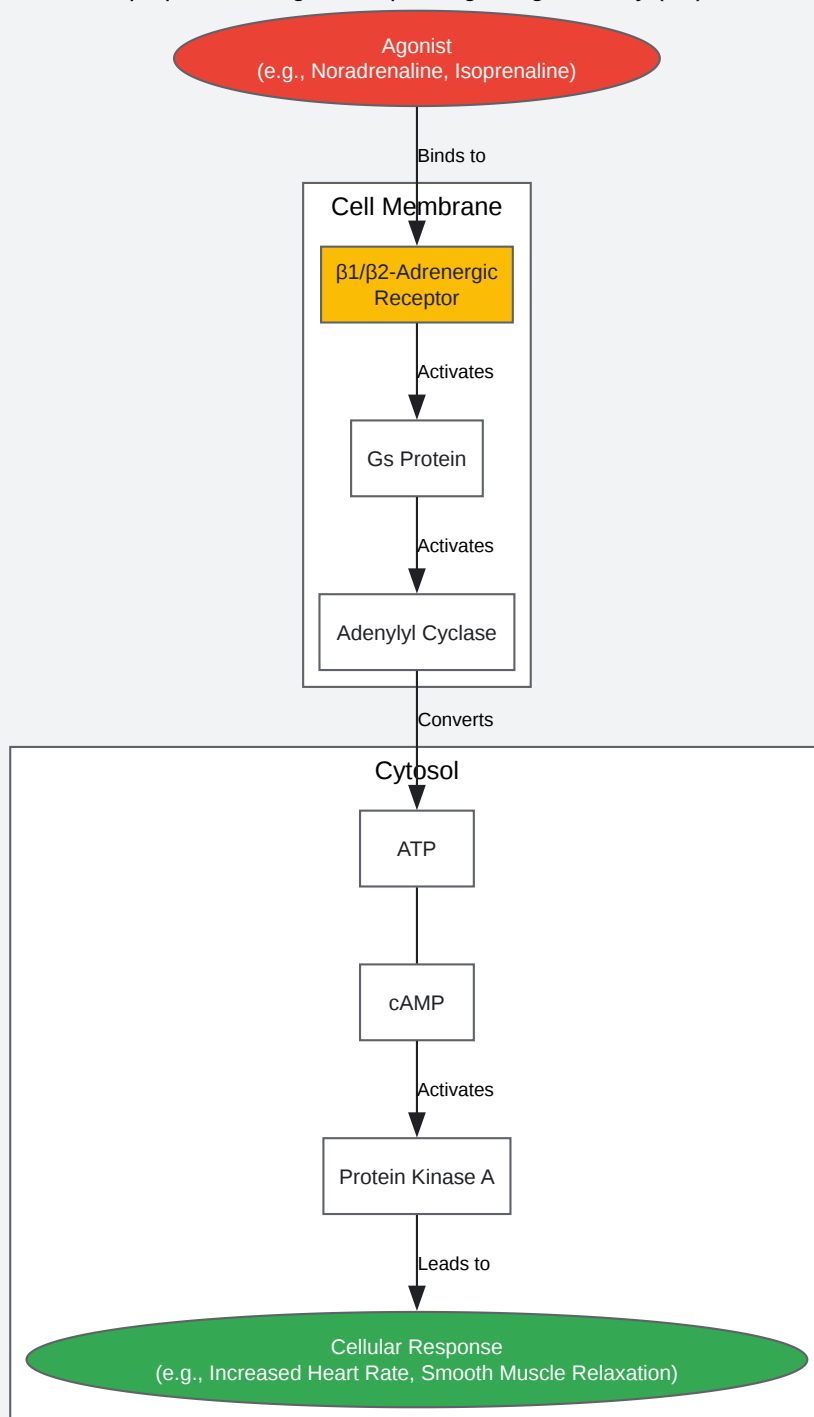 Agonist
(e.g., Noradrenaline, Isoprenaline)
Binds to
Cell Membrane
β1/β2-Adrenergic
Receptor
Activates
Gs Protein
Activates
Adenylyl Cyclase
Converts
Cytosol
ATP
cAMP
Activates
Protein Kinase A
Leads to
Cellular Response
(e.g., Increased Heart Rate, Smooth Muscle Relaxation)